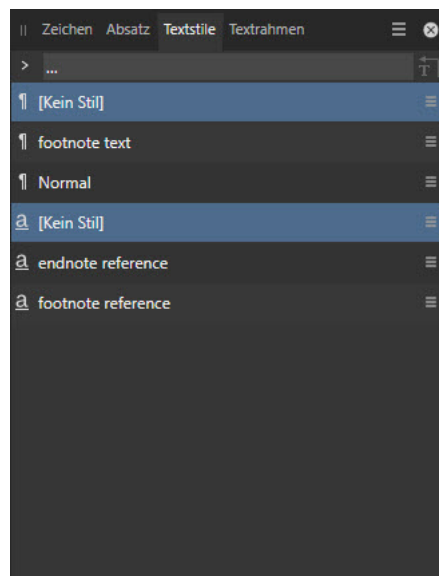 Zeichen Absatz Textstile Textrahmen
...
[Kein Stil]
footnote text
Normal
[Kein Stil]
endnote reference
footnote reference